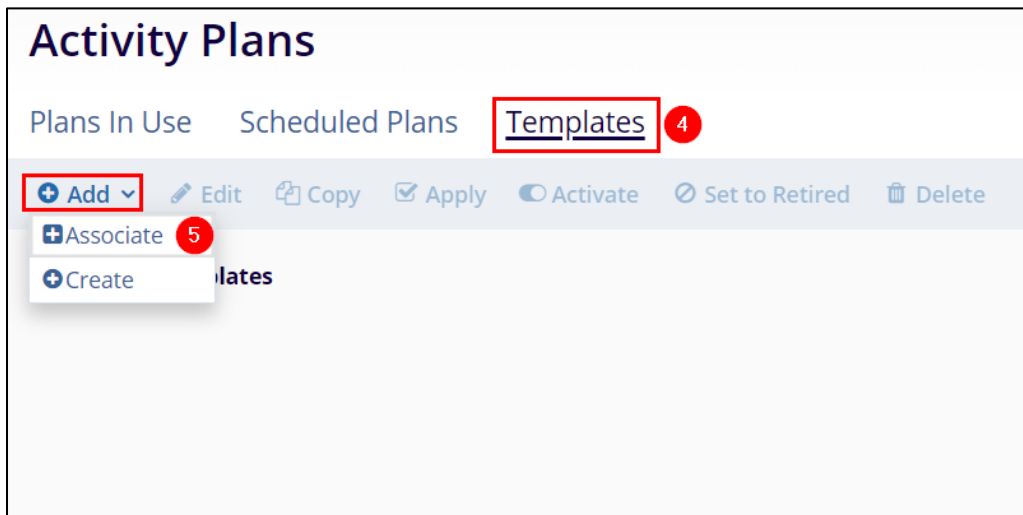 Activity Plans
Plans In Use Scheduled Plans Templates 4
Add Edit Copy Apply Activate Set to Retired Delete
Associate 5
Create lates